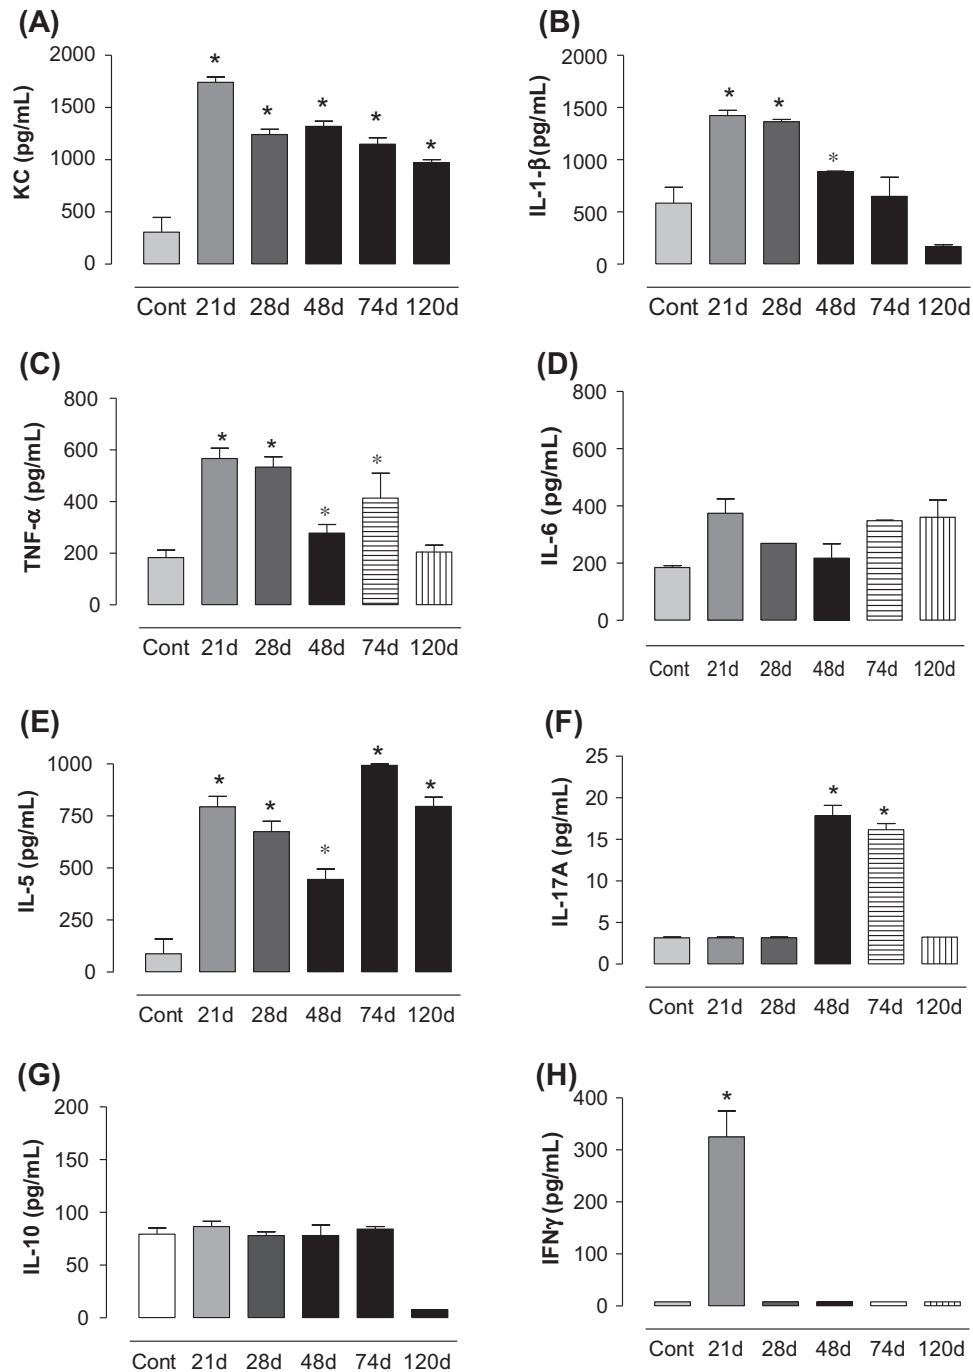 (A)
2000
1500
1000
500
0
KC (pg/mL)
*
*
*
*
*
Cont 21d 28d 48d 74d 120d
(B)
2000
1500
1000
500
0
IL-1-β(pg/mL)
*
*
*
Cont 21d 28d 48d 74d 120d
(C)
800
600
400
200
0
TNF-α (pg/mL)
*
*
*
*
Cont 21d 28d 48d 74d 120d
(D)
800
600
400
200
0
IL-6 (pg/mL)
Cont 21d 28d 48d 74d 120d
(E)
1000
750
500
250
0
IL-5 (pg/mL)
*
*
*
*
*
Cont 21d 28d 48d 74d 120d
(F)
25
20
15
10
5
0
IL-17A (pg/mL)
*
*
Cont 21d 28d 48d 74d 120d
(G)
200
150
100
50
0
IL-10 (pg/mL)
Cont 21d 28d 48d 74d 120d
(H)
400
300
200
100
0
IFNγ (pg/mL)
*
Cont 21d 28d 48d 74d 120d